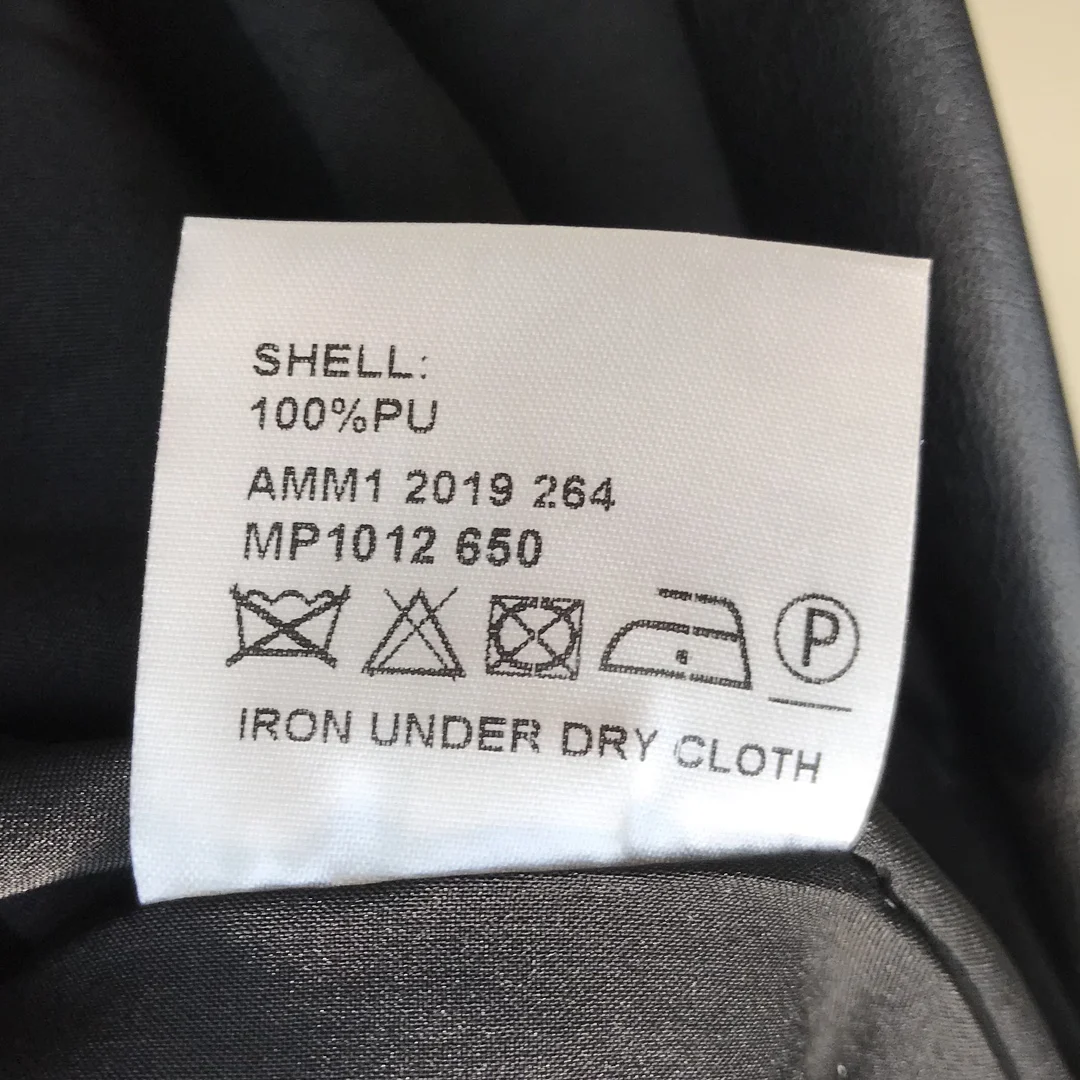 SHELL:
100%PU
AMM1 2019 264
MP1012 650
P
IRON UNDER DRY CLOTH